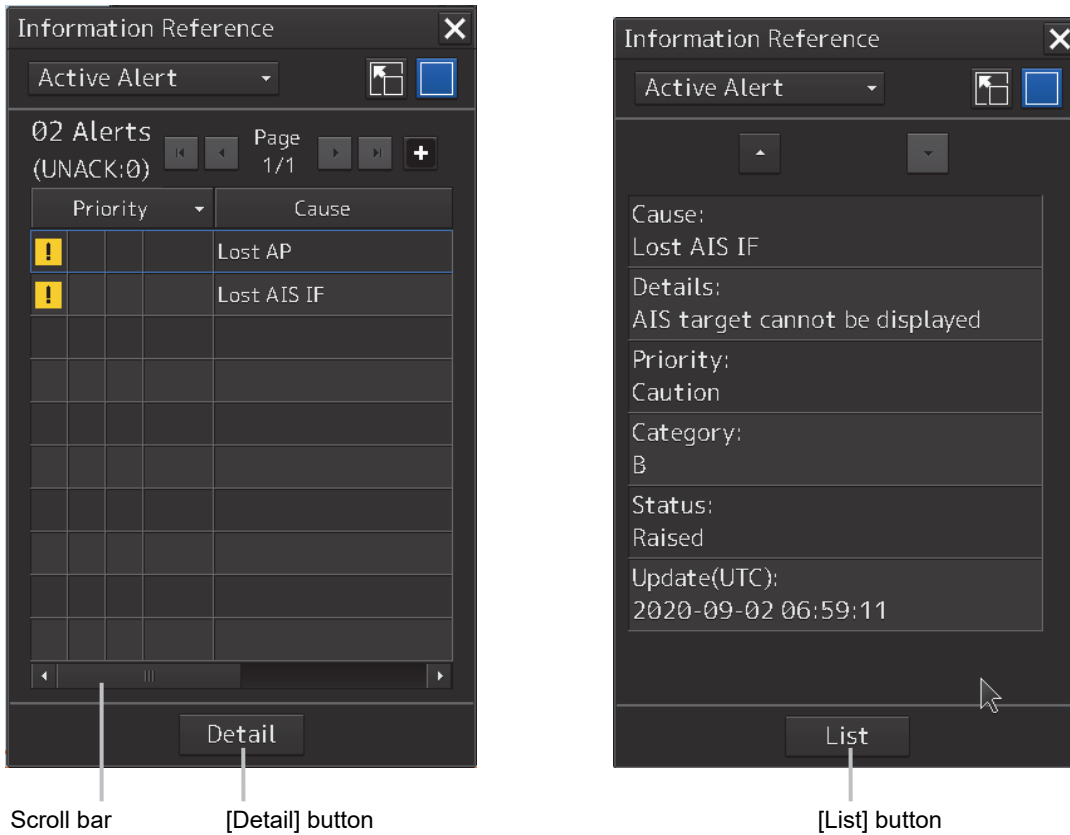 Information Reference
Active Alert
02 Alerts
(UNACK:0)
Page
1/1
Priority
Cause
Lost AP
Lost AIS IF
Detail
Scroll bar
[Detail] button
Information Reference
Active Alert
Cause:
Lost AIS IF
Details:
AIS target cannot be displayed
Priority:
Caution
Category:
B
Status:
Raised
Update(UTC):
2020-09-02 06:59:11
List
[List] button